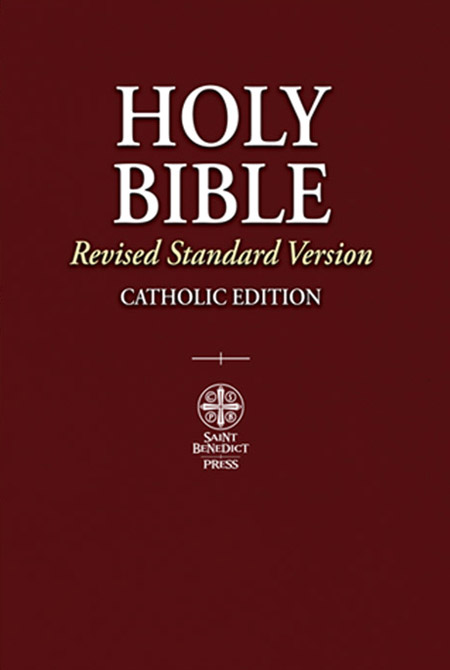 HOLY
BIBLE
Revised Standard Version
CATHOLIC EDITION
C S
P B
SAINT
BENEDICT
PRESS